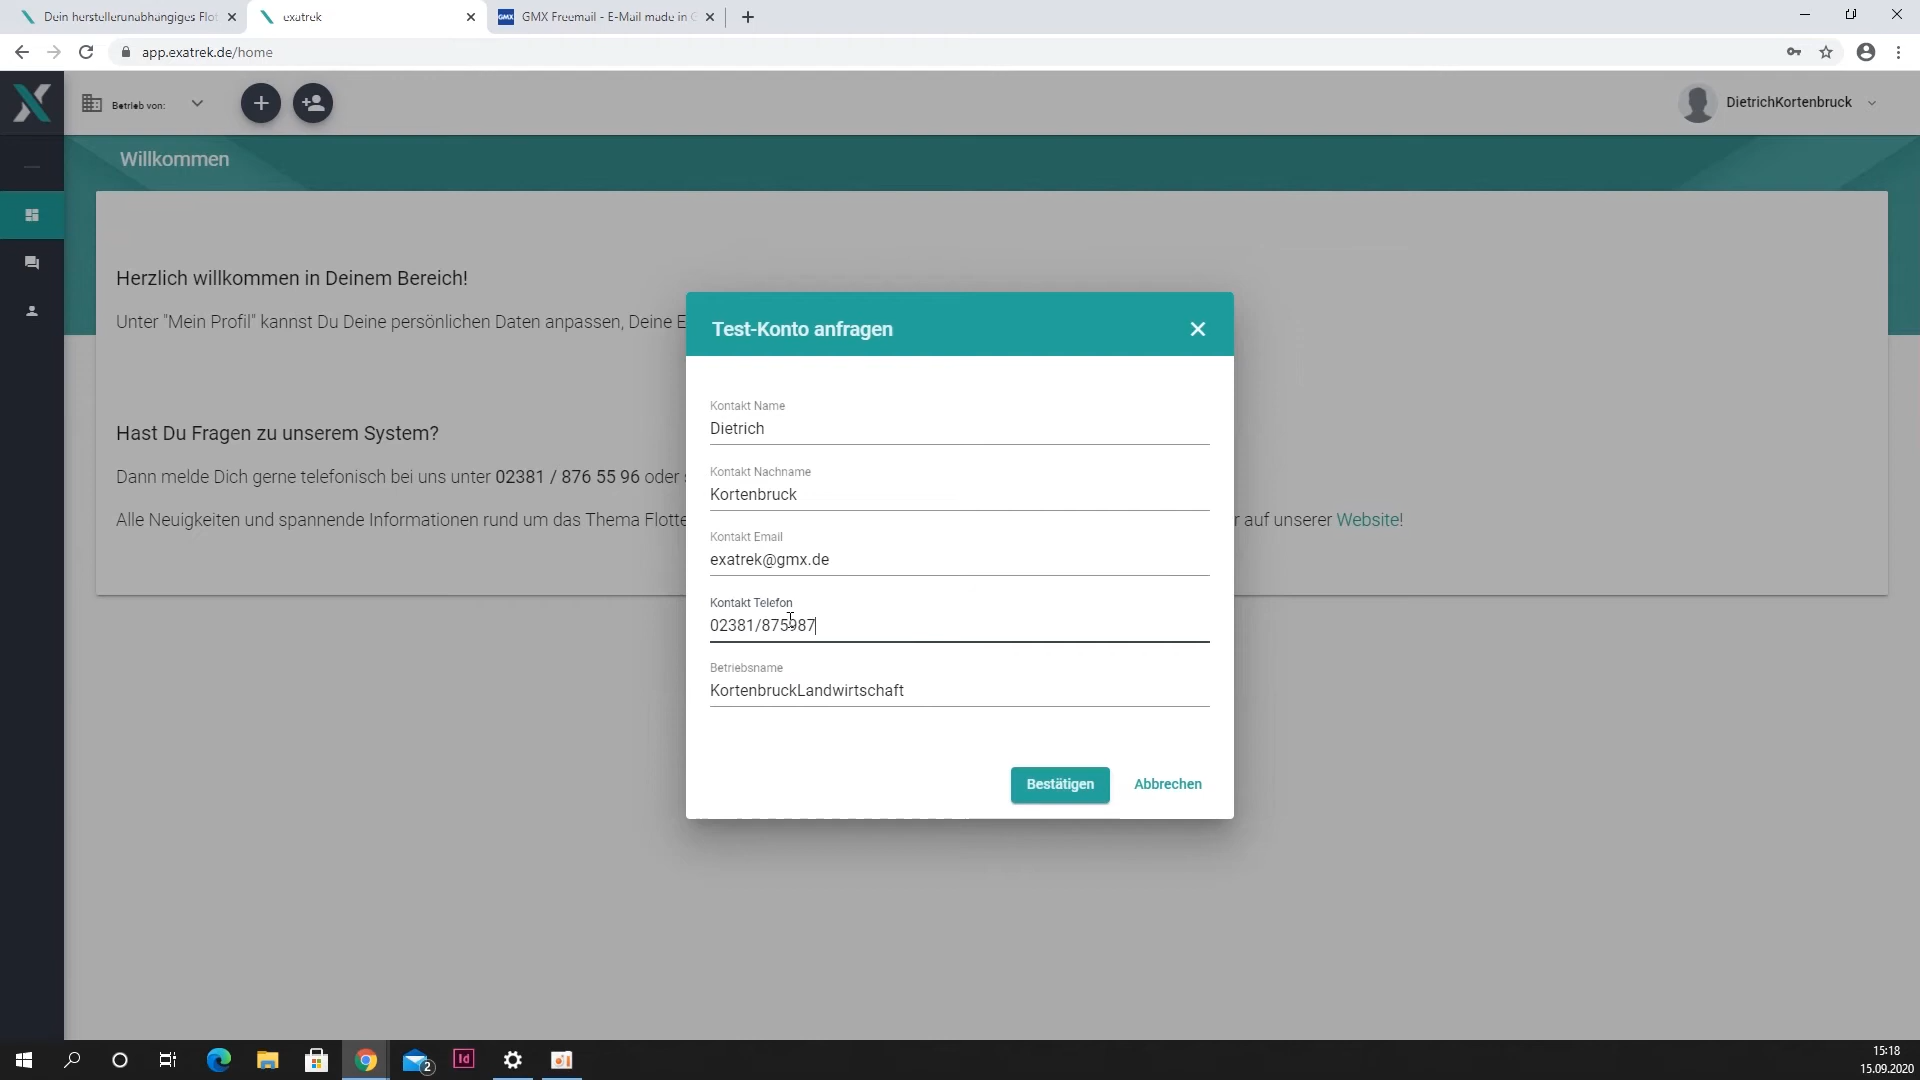 Dein herstellerunabhängiges Flot
exatrek
GMX Freemail - E-Mail made in G
app.exatrek.de/home
Betrieb von:
DietrichKortenbruck
Willkommen
Herzlich willkommen in Deinem Bereich!
Unter "Mein Profil" kannst Du Deine persönlichen Daten anpassen, Deine E
Hast Du Fragen zu unserem System?
Dann melde Dich gerne telefonisch bei uns unter 02381 / 876 55 96 oder
Alle Neuigkeiten und spannende Informationen rund um das Thema Flotte
r auf unserer Website!
Test-Konto anfragen
Kontakt Name
Dietrich
Kontakt Nachname
Kortenbruck
Kontakt Email
exatrek@gmx.de
Kontakt Telefon
02381/875987
Betriebsname
KortenbruckLandwirtschaft
Bestätigen
Abbrechen
2
Id
15:18
15.09.2020